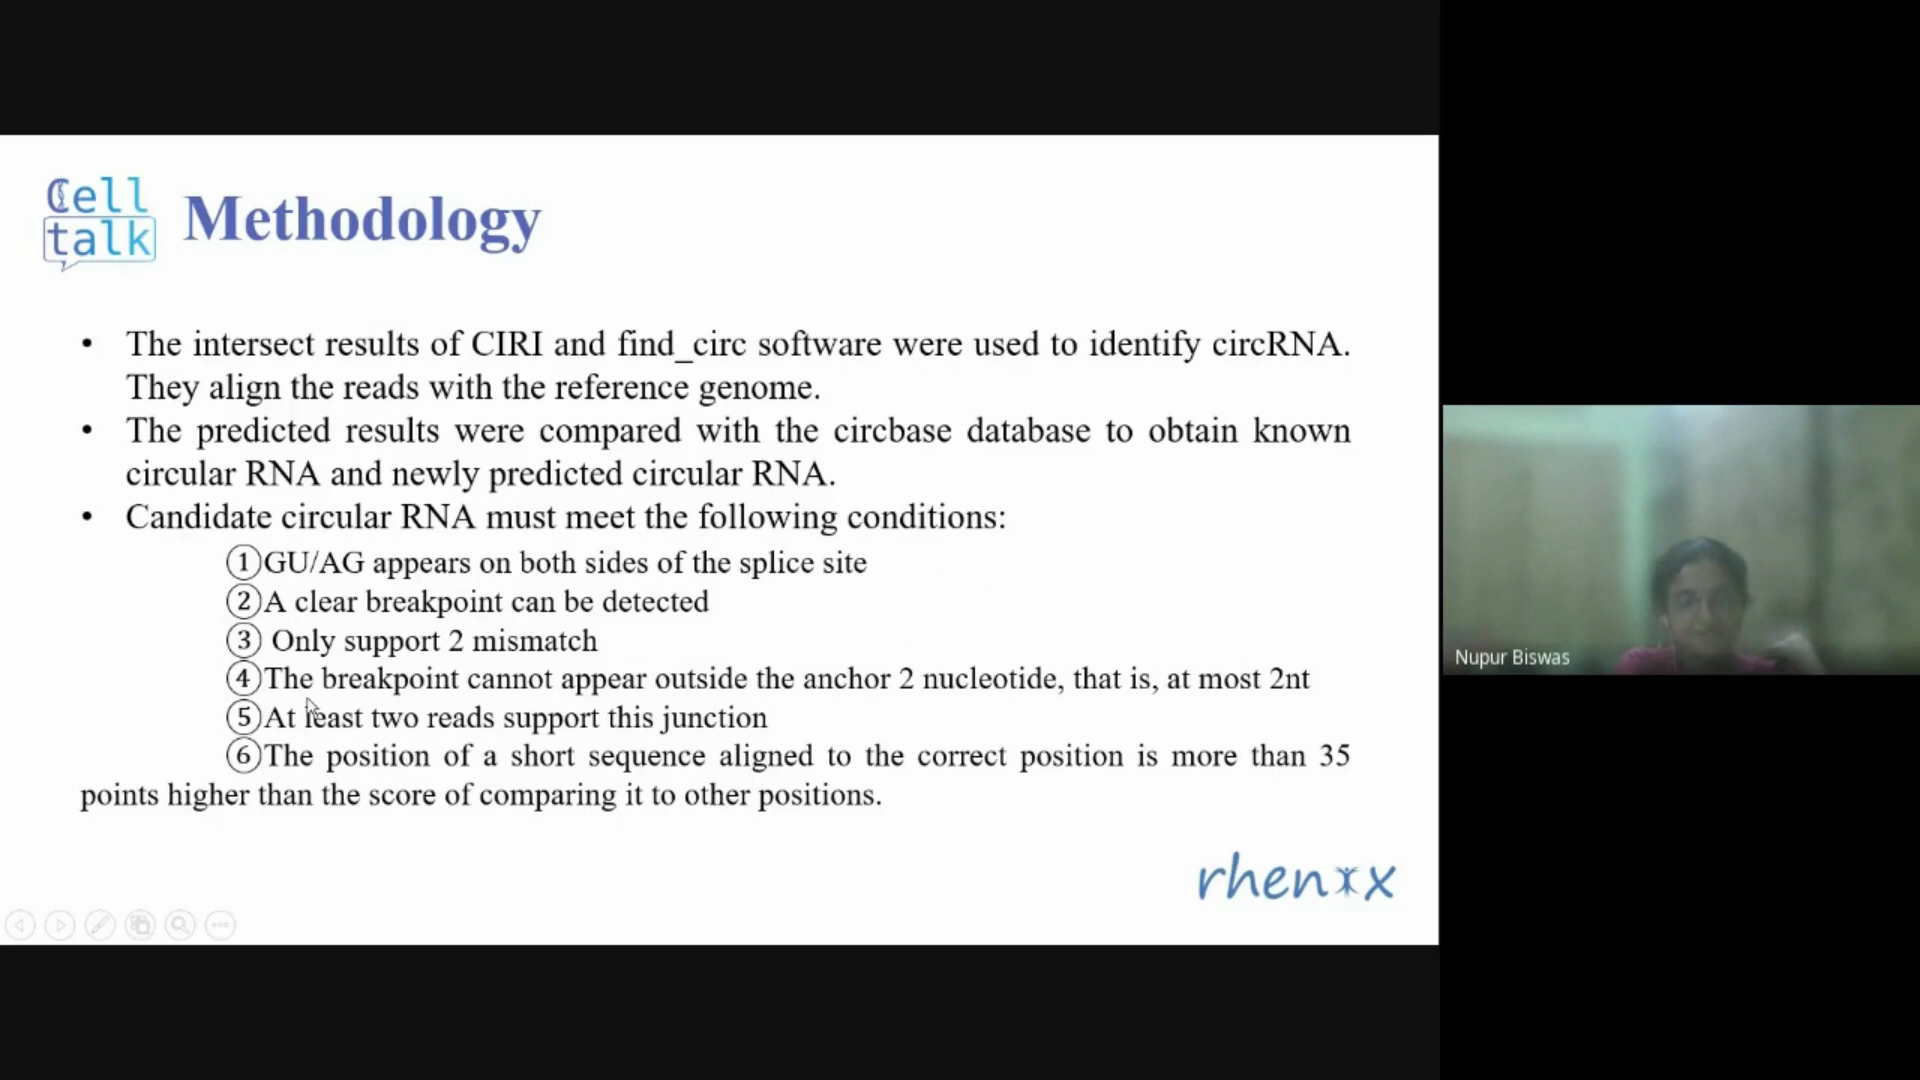 Cell
talk
Methodology
• The intersect results of CIRI and find_circ software were used to identify circRNA.
They align the reads with the reference genome.
• The predicted results were compared with the circbase database to obtain known
circular RNA and newly predicted circular RNA.
• Candidate circular RNA must meet the following conditions:
①GU/AG appears on both sides of the splice site
②A clear breakpoint can be detected
③ Only support 2 mismatch
④The breakpoint cannot appear outside the anchor 2 nucleotide, that is, at most 2nt
⑤At least two reads support this junction
⑥The position of a short sequence aligned to the correct position is more than 35
points higher than the score of comparing it to other positions.
rhenix
Nupur Biswas